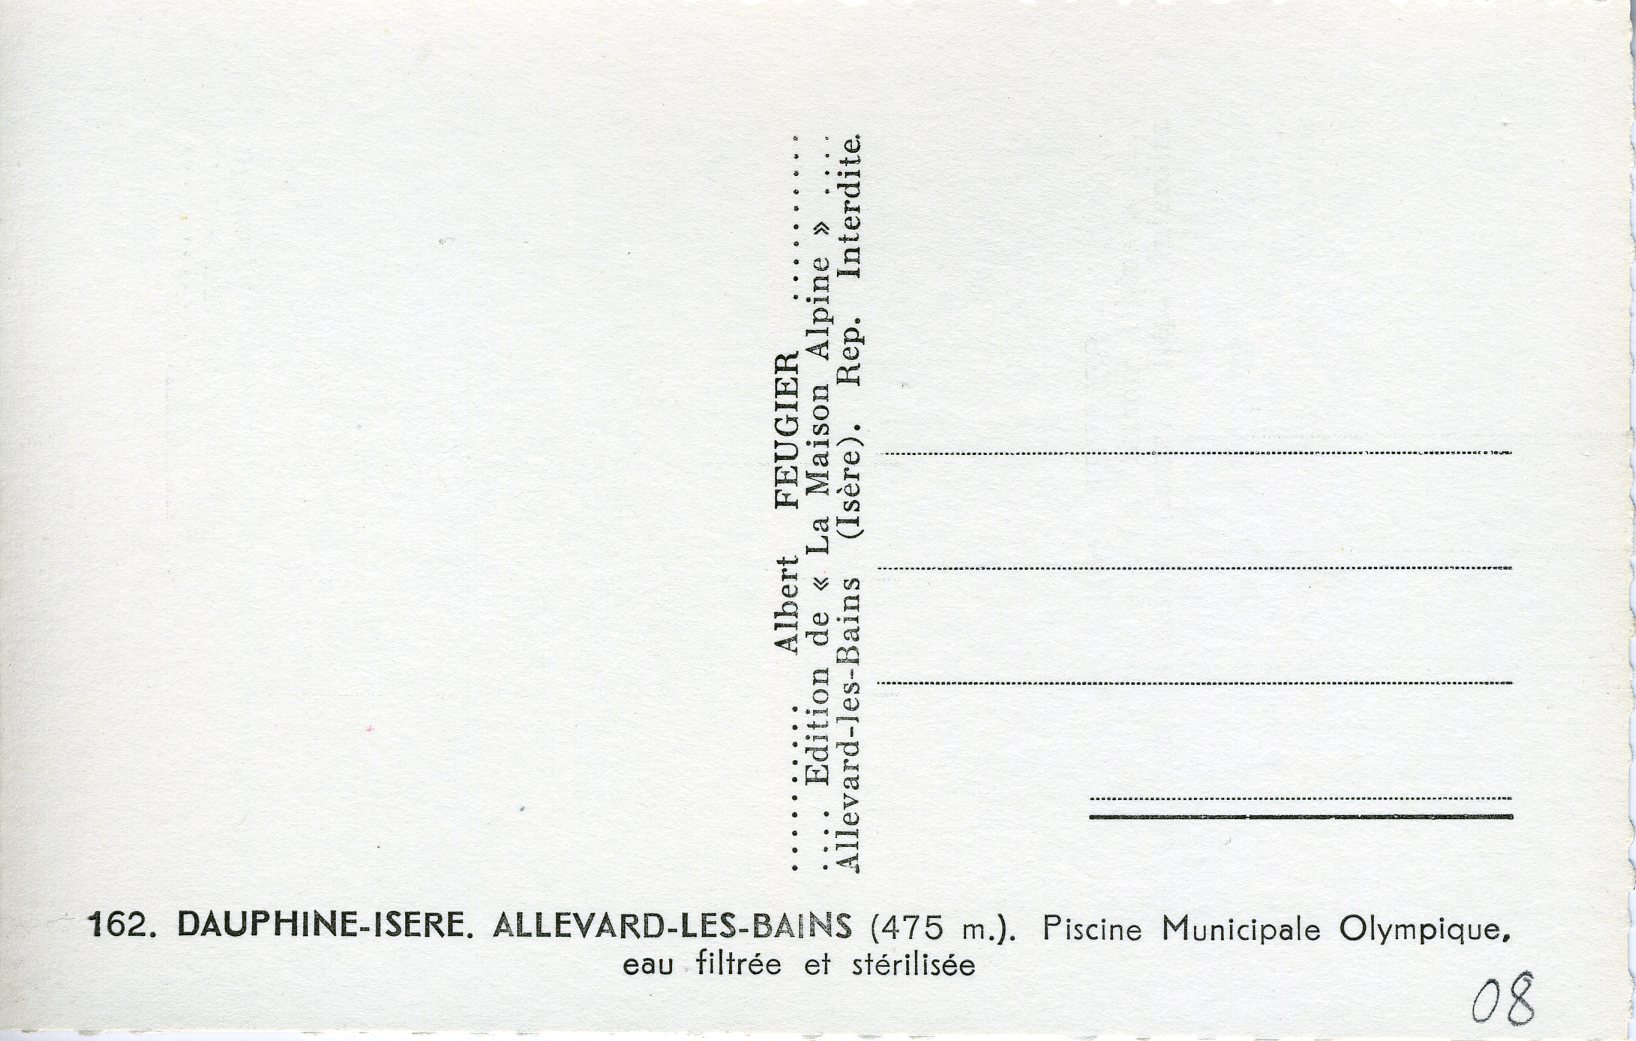 ......... Albert FEUGIER .........
.... Edition de « La Maison Alpine » ....
Allevard-les-Bains (Isère). Rep. Interdite.
162. DAUPHINE-ISERE. ALLEVARD-LES-BAINS (475 m.). Piscine Municipale Olympique,
eau filtrée et stérilisée
08